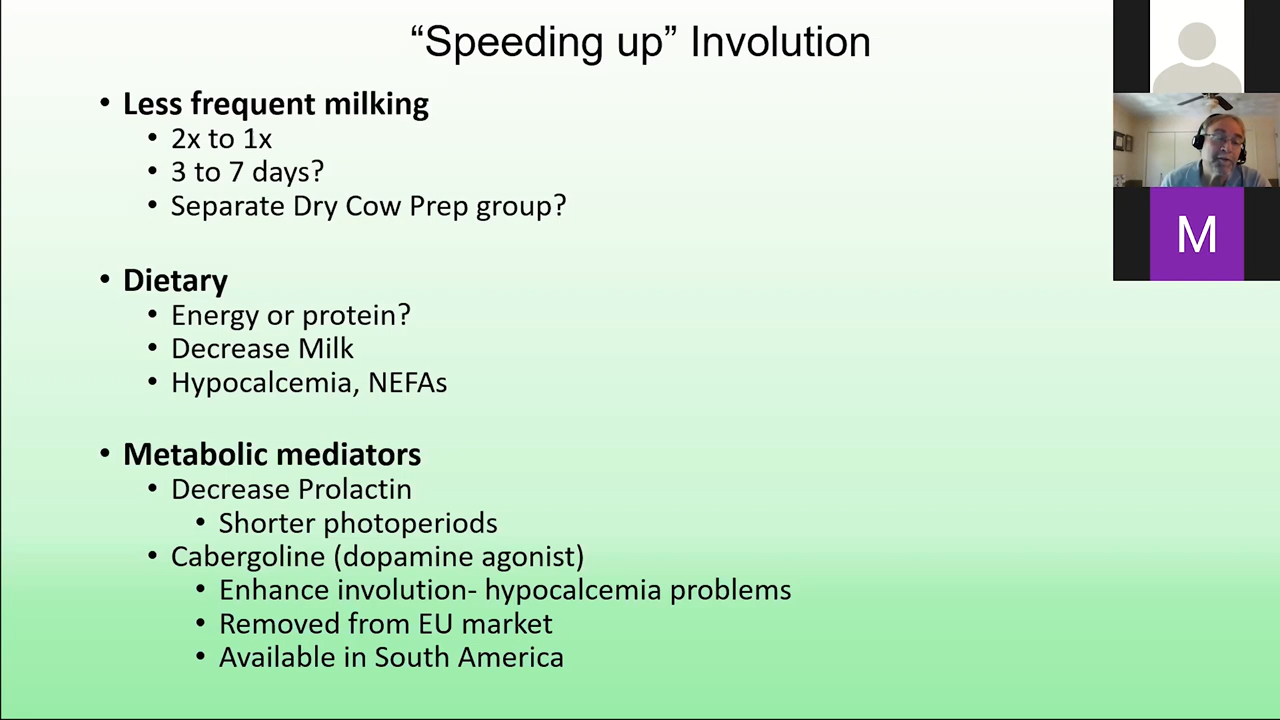 “Speeding up” Involution
• Less frequent milking
• 2x to 1x
• 3 to 7 days?
• Separate Dry Cow Prep group?
• Dietary
• Energy or protein?
• Decrease Milk
• Hypocalcemia, NEFAs
• Metabolic mediators
• Decrease Prolactin
• Shorter photoperiods
• Cabergoline (dopamine agonist)
• Enhance involution- hypocalcemia problems
• Removed from EU market
• Available in South America
M